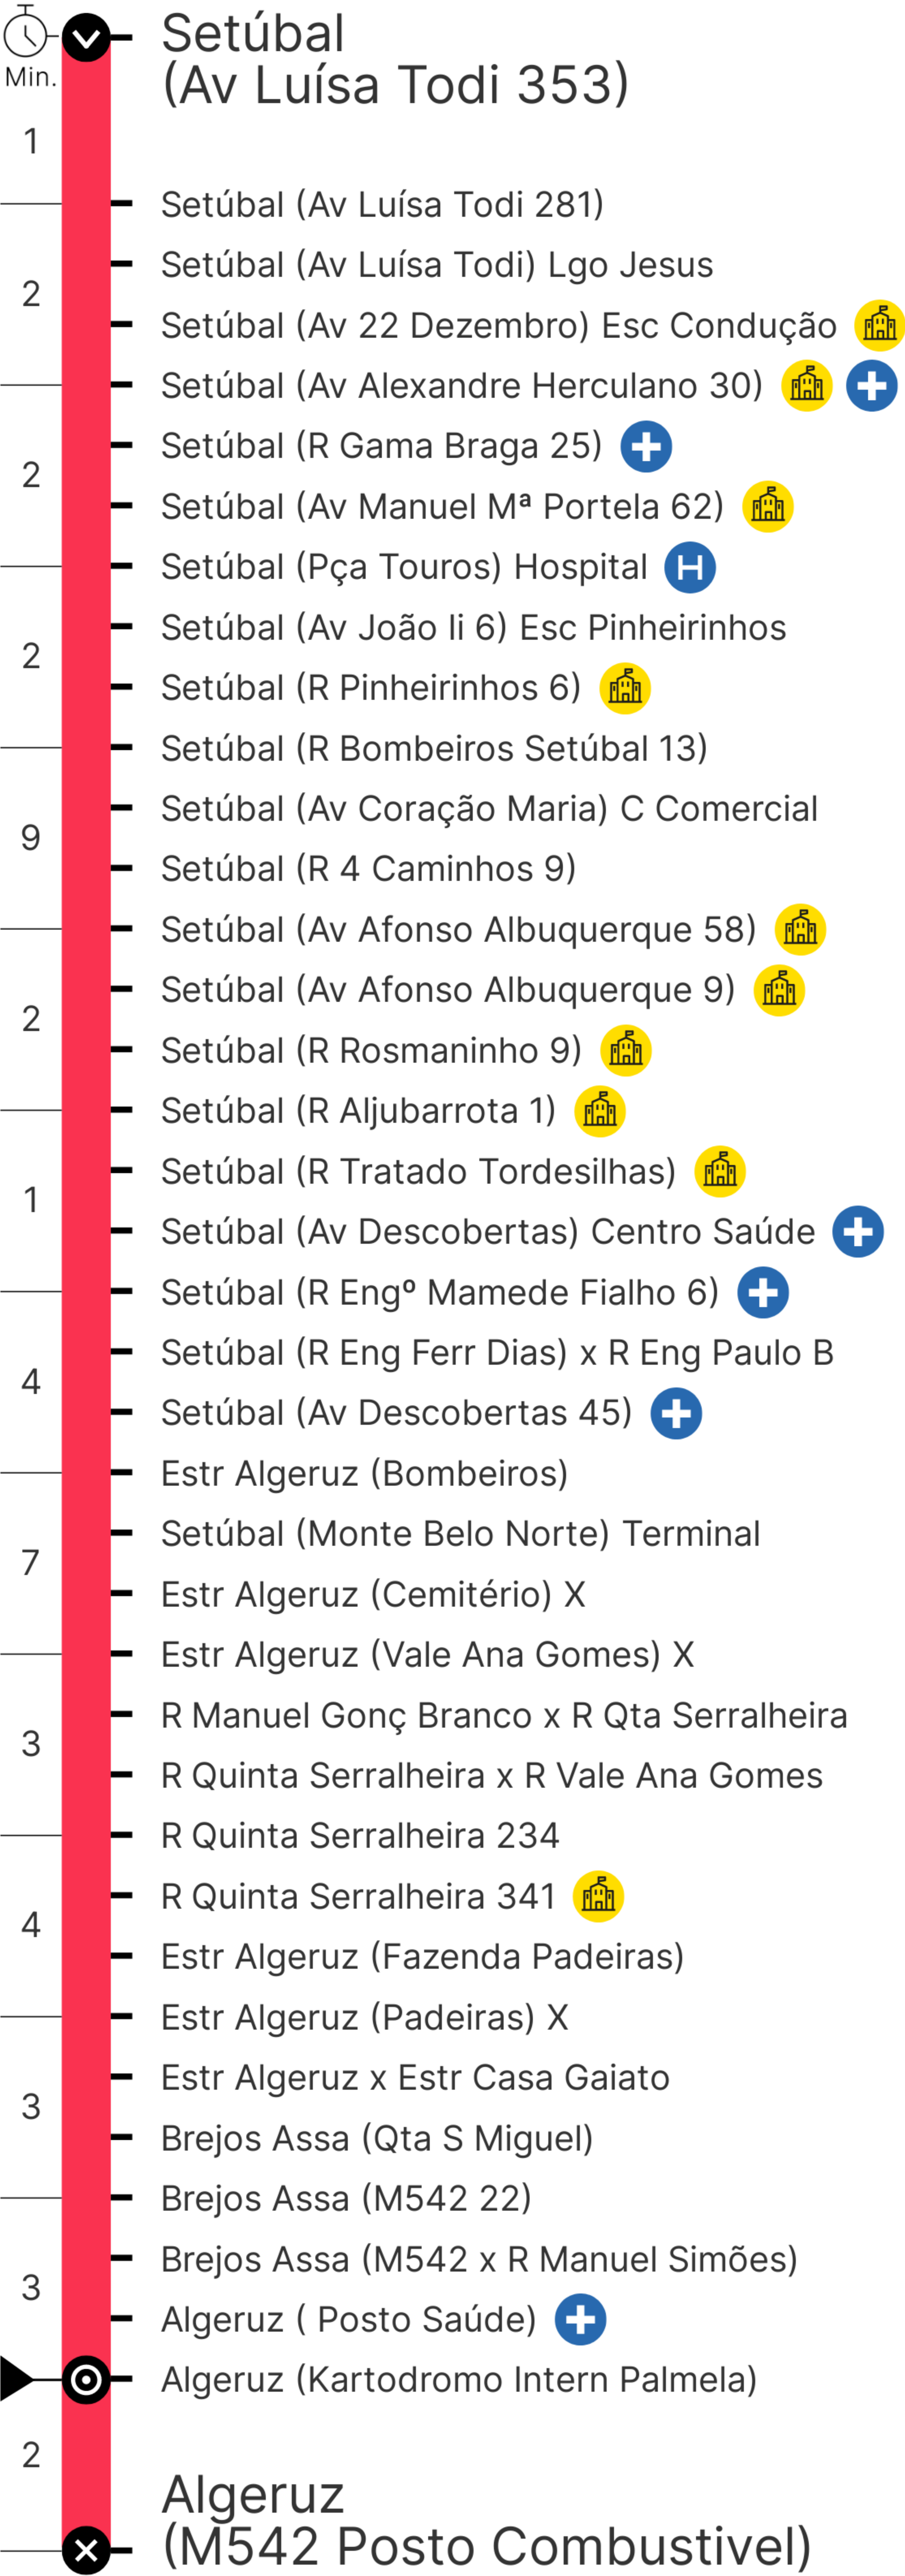 Setúbal
(Av Luísa Todi 353)
Min.
1
Setúbal (Av Luísa Todi 281)
Setúbal (Av Luísa Todi) Lgo Jesus
2
Setúbal (Av 22 Dezembro) Esc Condução
Setúbal (Av Alexandre Herculano 30)
Setúbal (R Gama Braga 25)
2
Setúbal (Av Manuel Mª Portela 62)
Setúbal (Pça Touros) Hospital H
Setúbal (Av João Ii 6) Esc Pinheirinhos
2
Setúbal (R Pinheirinhos 6)
Setúbal (R Bombeiros Setúbal 13)
Setúbal (Av Coração Maria) C Comercial
9
Setúbal (R 4 Caminhos 9)
Setúbal (Av Afonso Albuquerque 58)
Setúbal (Av Afonso Albuquerque 9)
2
Setúbal (R Rosmaninho 9)
Setúbal (R Aljubarrota 1)
Setúbal (R Tratado Tordesilhas)
1
Setúbal (Av Descobertas) Centro Saúde
Setúbal (R Engº Mamede Fialho 6)
Setúbal (R Eng Ferr Dias) x R Eng Paulo B
4
Setúbal (Av Descobertas 45)
Estr Algeruz (Bombeiros)
Setúbal (Monte Belo Norte) Terminal
7
Estr Algeruz (Cemitério) X
Estr Algeruz (Vale Ana Gomes) X
R Manuel Gonç Branco x R Qta Serralheira
3
R Quinta Serralheira x R Vale Ana Gomes
R Quinta Serralheira 234
R Quinta Serralheira 341
4
Estr Algeruz (Fazenda Padeiras)
Estr Algeruz (Padeiras) X
Estr Algeruz x Estr Casa Gaiato
3
Brejos Assa (Qta S Miguel)
Brejos Assa (M542 22)
Brejos Assa (M542 x R Manuel Simões)
3
Algeruz ( Posto Saúde)
Algeruz (Kartodromo Intern Palmela)
2
Algeruz
(M542 Posto Combustivel)